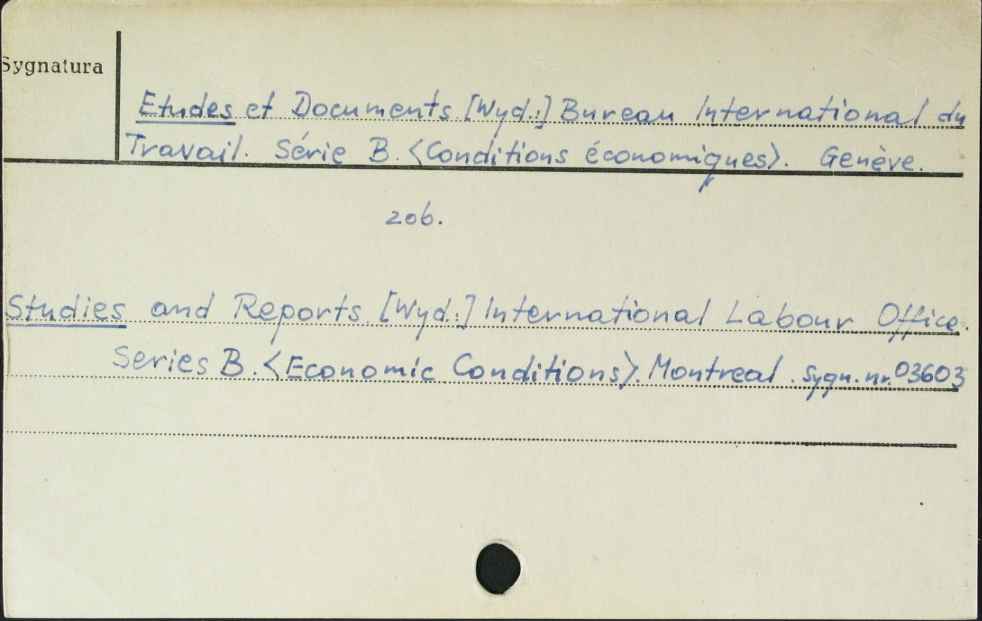 Sygnatura
Etudes et Documents [Wyd.:] Bureau International du
Travail. Série B. <Conditions économiques>. Genève.
zob.
Studies and Reports [Wyd.:] International Labour Office.
Series B. <Economic Conditions>. Montreal. Sygn. nr. 03603